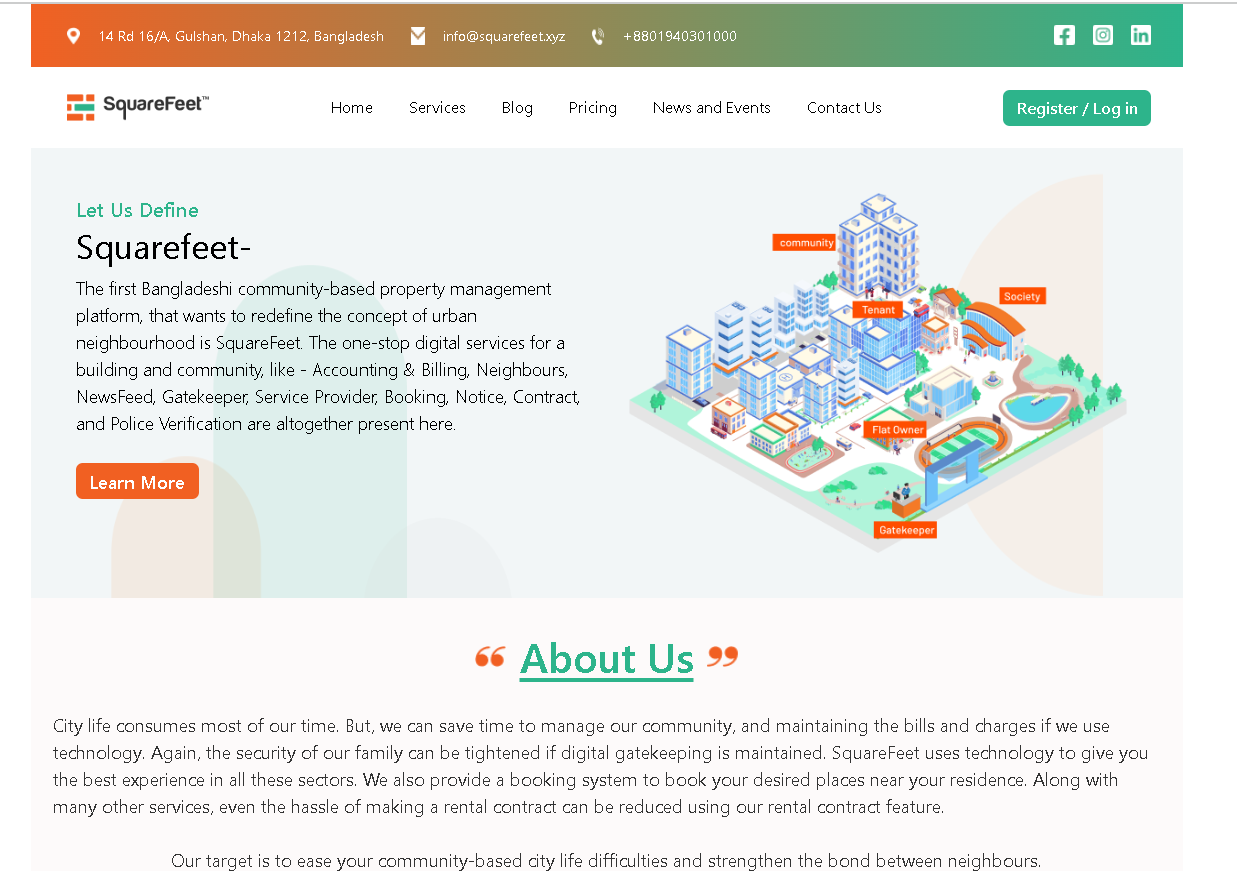 14 Rd 16/A, Gulshan, Dhaka 1212, Bangladesh info@squarefeet.xyz +8801940301000
SquareFeet™ Home Services Blog Pricing News and Events Contact Us Register / Log in
Let Us Define
Squarefeet-
The first Bangladeshi community-based property management
platform, that wants to redefine the concept of urban
neighbourhood is SquareFeet. The one-stop digital services for a
building and community, like - Accounting & Billing, Neighbours,
NewsFeed, Gatekeeper, Service Provider, Booking, Notice, Contract,
and Police Verification are altogether present here.
Learn More
community
Society
Tenant
Flat Owner
Gatekeeper
“ About Us ”
City life consumes most of our time. But, we can save time to manage our community, and maintaining the bills and charges if we use
technology. Again, the security of our family can be tightened if digital gatekeeping is maintained. SquareFeet uses technology to give you
the best experience in all these sectors. We also provide a booking system to book your desired places near your residence. Along with
many other services, even the hassle of making a rental contract can be reduced using our rental contract feature.
Our target is to ease your community-based city life difficulties and strengthen the bond between neighbours.